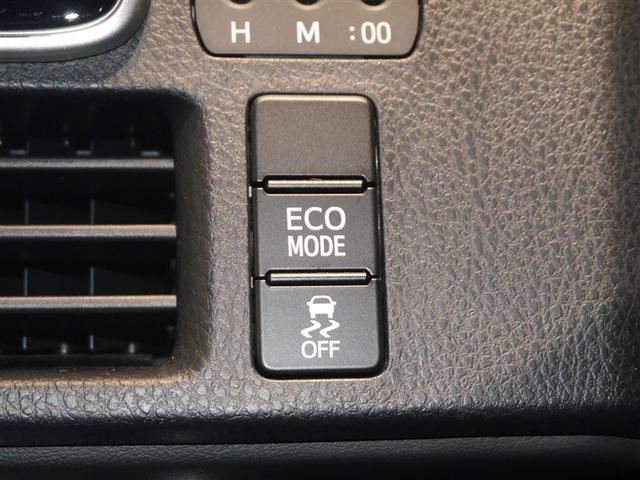 H M :00
ECO
MODE
OFF